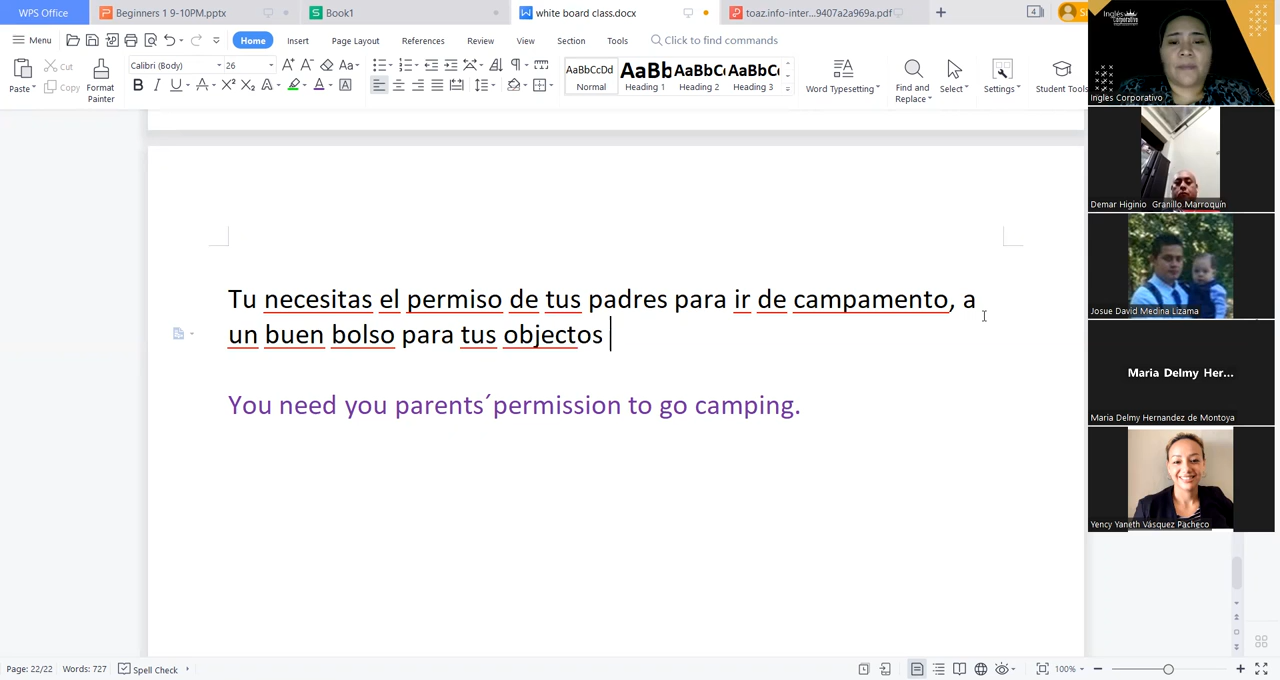 WPS Office Beginners 1 9-10PM.pptx Book1 white board class.docx toaz.info-inter...9407a2a969a.pdf
Menu Home Insert Page Layout References Review View Section Tools Click to find commands
Calibri (Body) 26
Paste Cut Copy Format Painter
AaBbCcDd AaBb AaBbC AaBbCc
Normal Heading 1 Heading 2 Heading 3
Word Typesetting Find and Replace Select Settings Student Tools
Inglés Corporativo
Ingles Corporativo
Demar Higinio Granillo Marroquín
Josue David Medina Lizama
Maria Delmy Her...
Maria Delmy Hernandez de Montoya
Yency Yaneth Vásquez Pacheco
Tu necesitas el permiso de tus padres para ir de campamento, a
un buen bolso para tus objectos
You need you parents´permission to go camping.
Page: 22/22 Words: 727 Spell Check 100%